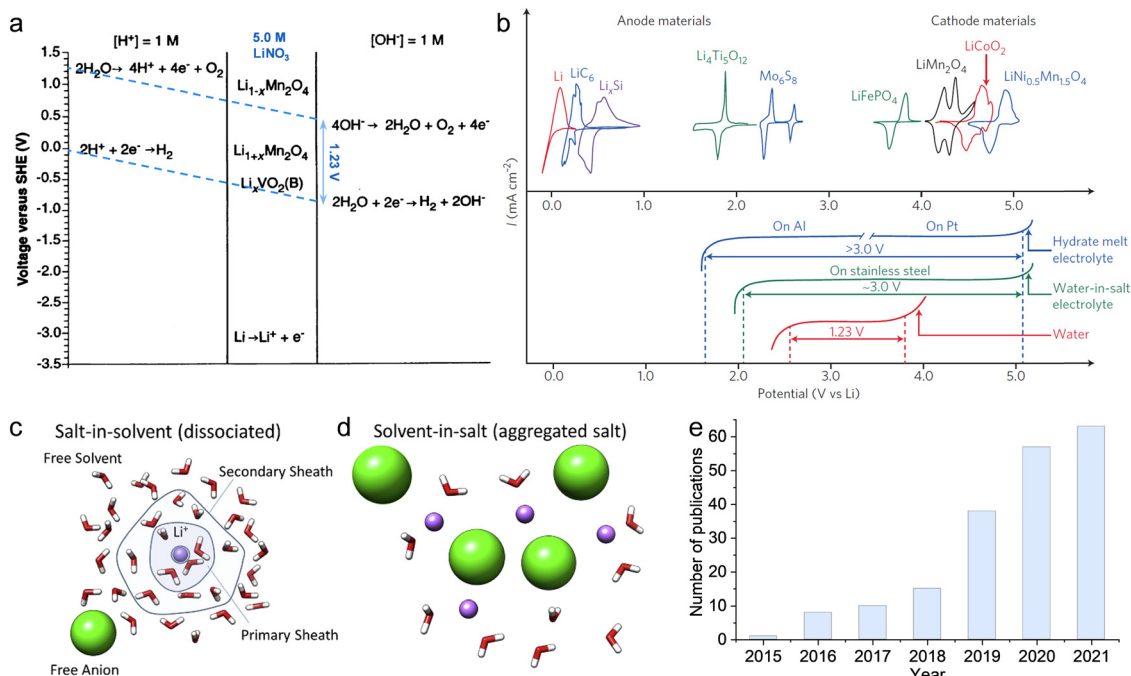 a
[H⁺] = 1 M
5.0 M
LiNO₃
[OH⁻] = 1 M
Voltage versus SHE (V)
1.5
1.0
0.5
0.0
-0.5
-1.0
-1.5
-2.0
-2.5
-3.0
-3.5
2H₂O→ 4H⁺ + 4e⁻ + O₂
Li₁₋ₓMn₂O₄
4OH⁻→ 2H₂O + O₂ + 4e⁻
2H⁺ + 2e⁻ →H₂
Li₁₊ₓMn₂O₄
1.23 V
LiₓVO₂(B)
2H₂O + 2e⁻→ H₂ + 2OH⁻
Li→Li⁺ + e⁻
b
Anode materials
Cathode materials
Li
LiC₆
LiₓSi
Li₄Ti₅O₁₂
Mo₆S₈
LiFePO₄
LiMn₂O₄
LiCoO₂
LiNi₀.₅Mn₁.₅O₄
I (mA cm⁻²)
0.0
1.0
2.0
3.0
4.0
5.0
On Al
On Pt
>3.0 V
Hydrate melt
electrolyte
On stainless steel
~3.0 V
Water-in-salt
electrolyte
1.23 V
Water
0.0
1.0
2.0
3.0
4.0
5.0
Potential (V vs Li)
c
Salt-in-solvent (dissociated)
Free Solvent
Secondary Sheath
Li⁺
Primary Sheath
Free Anion
d
Solvent-in-salt (aggregated salt)
e
Number of publications
60
50
40
30
20
10
0
2015 2016 2017 2018 2019 2020 2021
Year